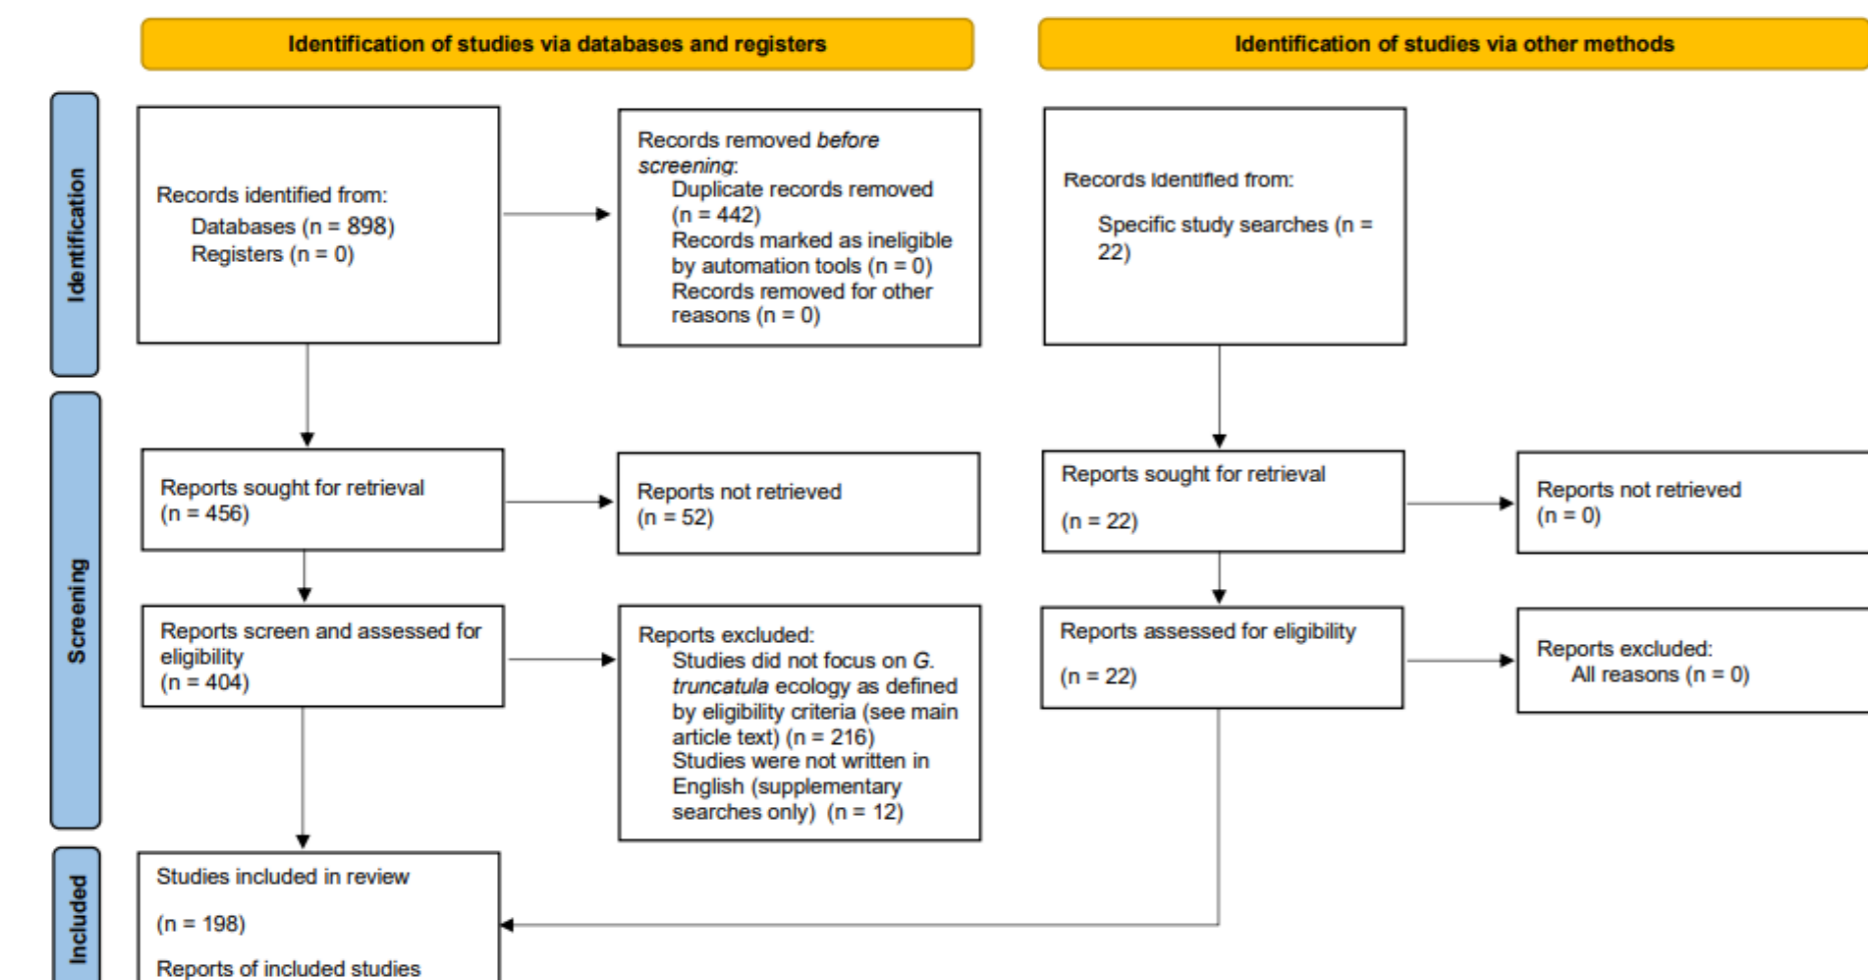 Identification of studies via databases and registers
Identification of studies via other methods
Identification
Records identified from:
Databases (n = 898)
Registers (n = 0)
Records removed before
screening:
Duplicate records removed
(n = 442)
Records marked as ineligible
by automation tools (n = 0)
Records removed for other
reasons (n = 0)
Records identified from:
Specific study searches (n =
22)
Screening
Reports sought for retrieval
(n = 456)
Reports not retrieved
(n = 52)
Reports sought for retrieval
(n = 22)
Reports not retrieved
(n = 0)
Reports screen and assessed for
eligibility
(n = 404)
Reports excluded:
Studies did not focus on G.
truncatula ecology as defined
by eligibility criteria (see main
article text) (n = 216)
Studies were not written in
English (supplementary
searches only) (n = 12)
Reports assessed for eligibility
(n = 22)
Reports excluded:
All reasons (n = 0)
Included
Studies included in review
(n = 198)
Reports of included studies